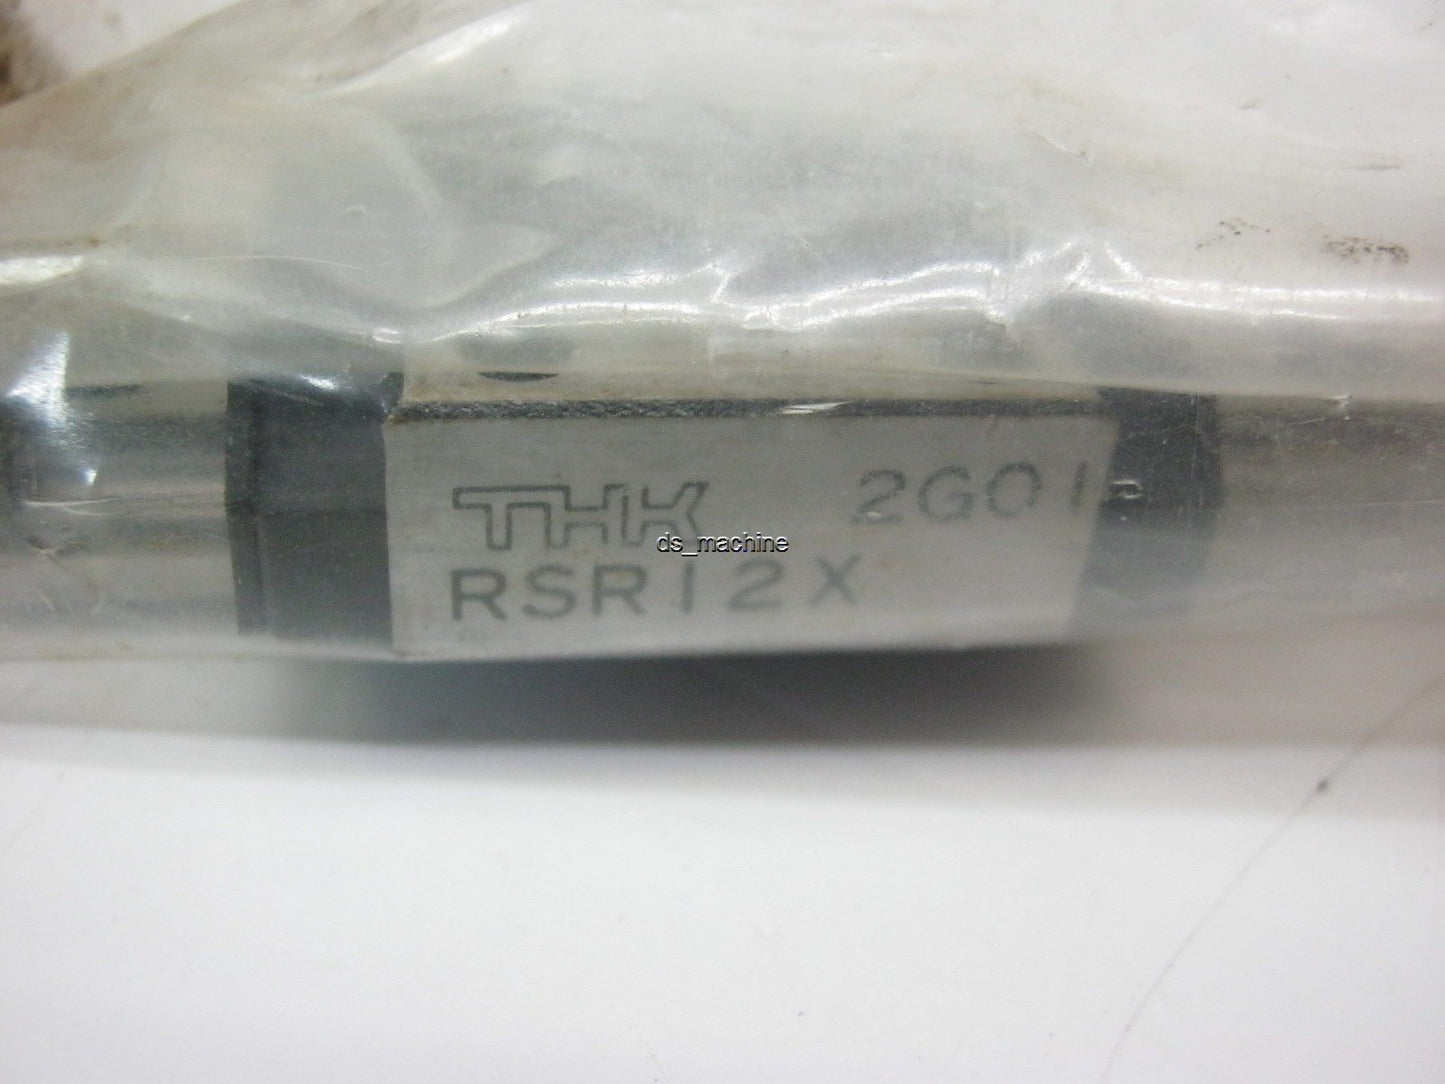 THK 2G01
RSR12X
ds_machine